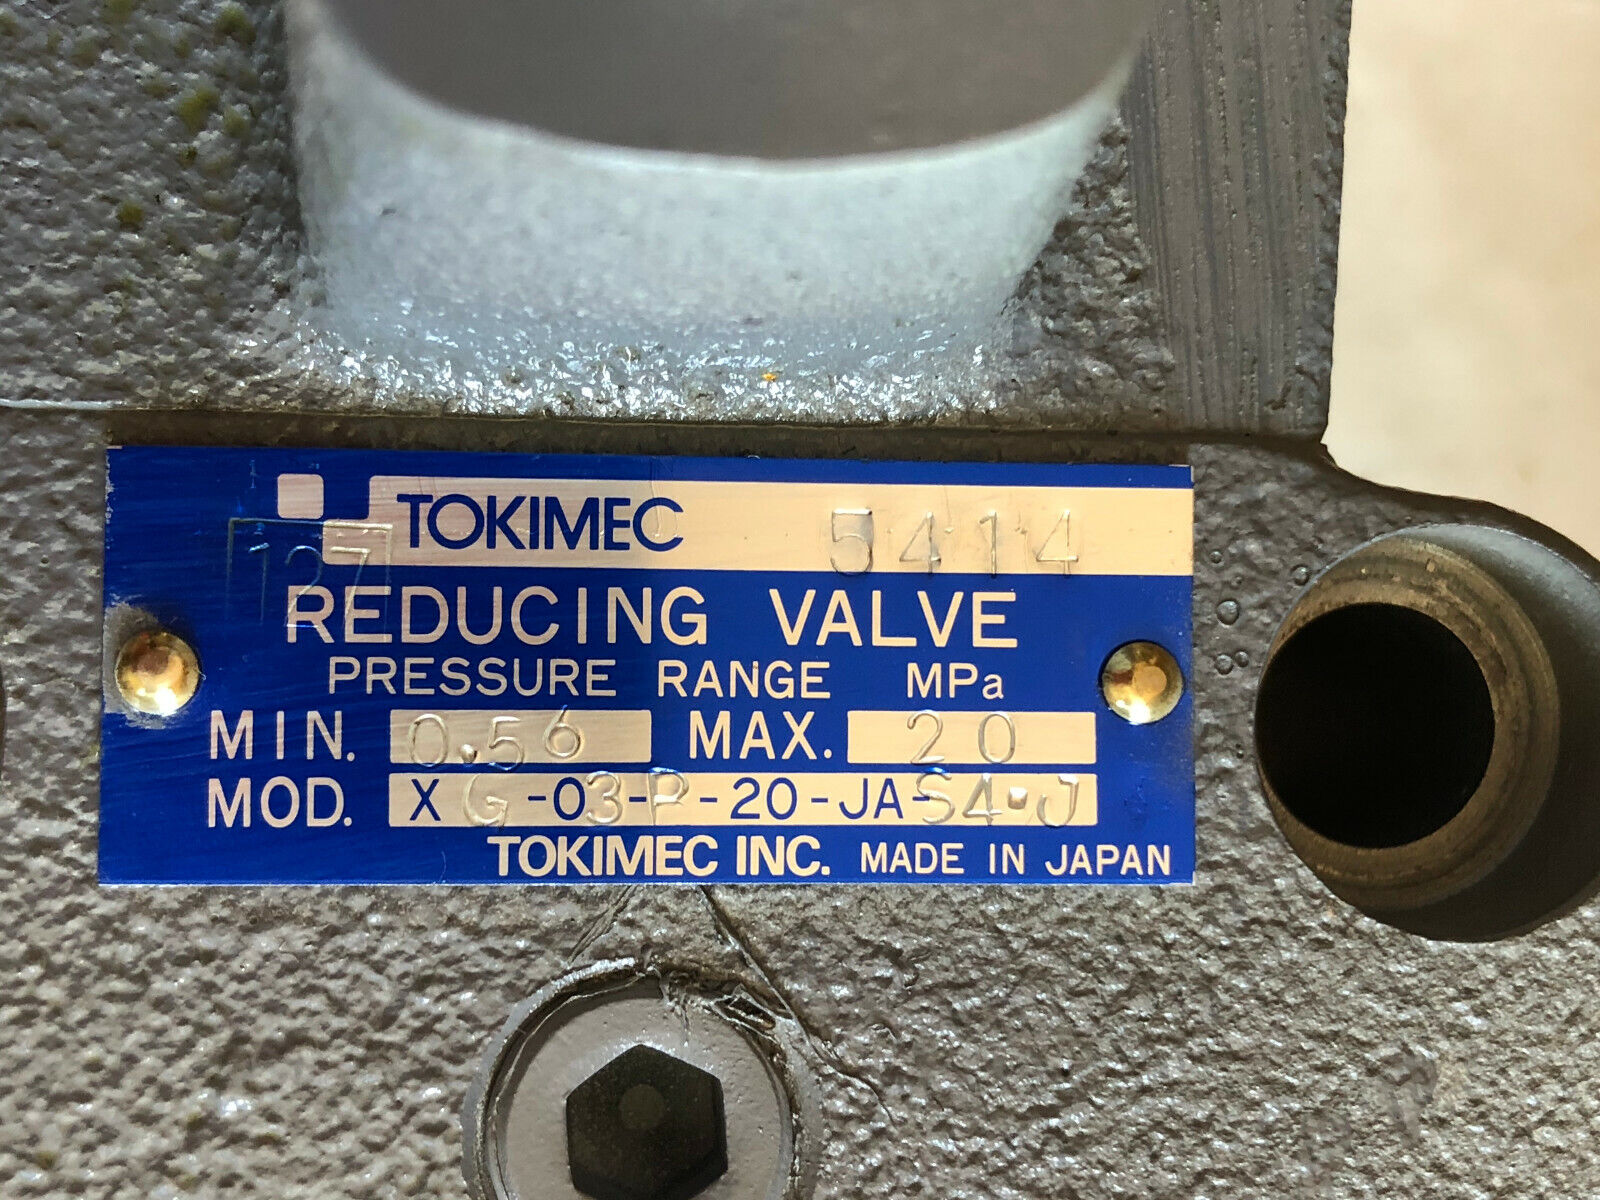 TOKIMEC 5414
127
REDUCING VALVE
PRESSURE RANGE MPa
MIN. 0.56 MAX. 20
MOD. XG-03-P-20-JA-S4·J
TOKIMEC INC. MADE IN JAPAN